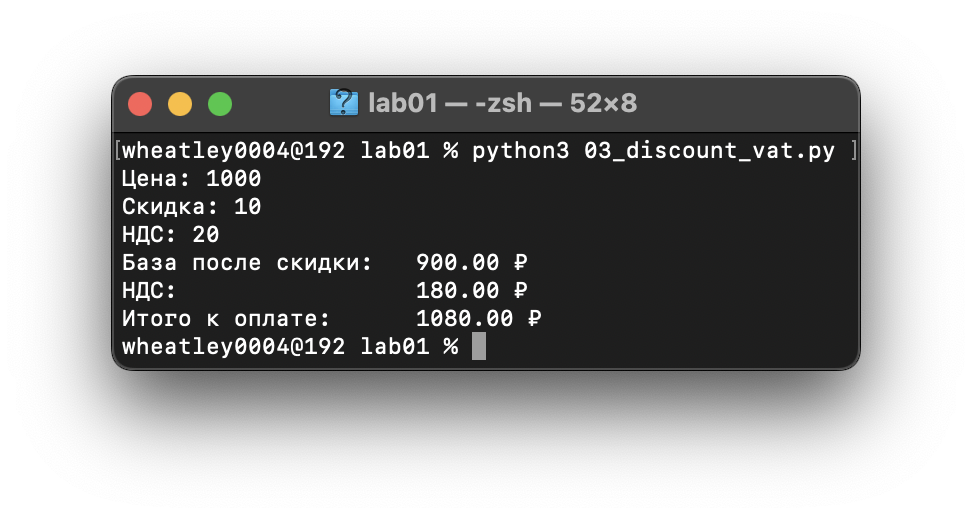 lab01 — -zsh — 52×8
[wheatley0004@192 lab01 % python3 03_discount_vat.py ]
Цена: 1000
Скидка: 10
НДС: 20
База после скидки:   900.00 ₽
НДС:                 180.00 ₽
Итого к оплате:      1080.00 ₽
wheatley0004@192 lab01 %